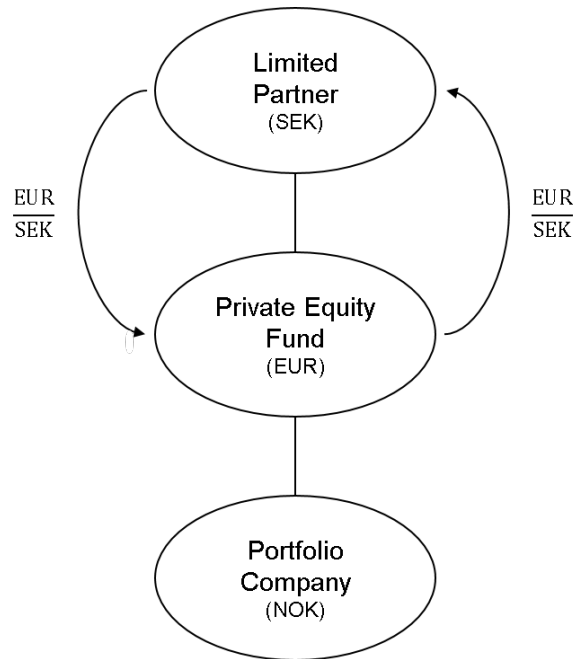 Limited
Partner
(SEK)
EUR
SEK
EUR
SEK
Private Equity
Fund
(EUR)
Portfolio
Company
(NOK)